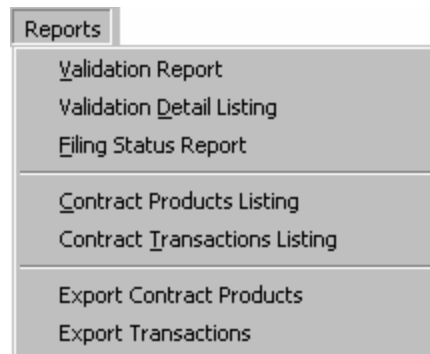 Reports
Validation Report
Validation Detail Listing
Filing Status Report
Contract Products Listing
Contract Transactions Listing
Export Contract Products
Export Transactions